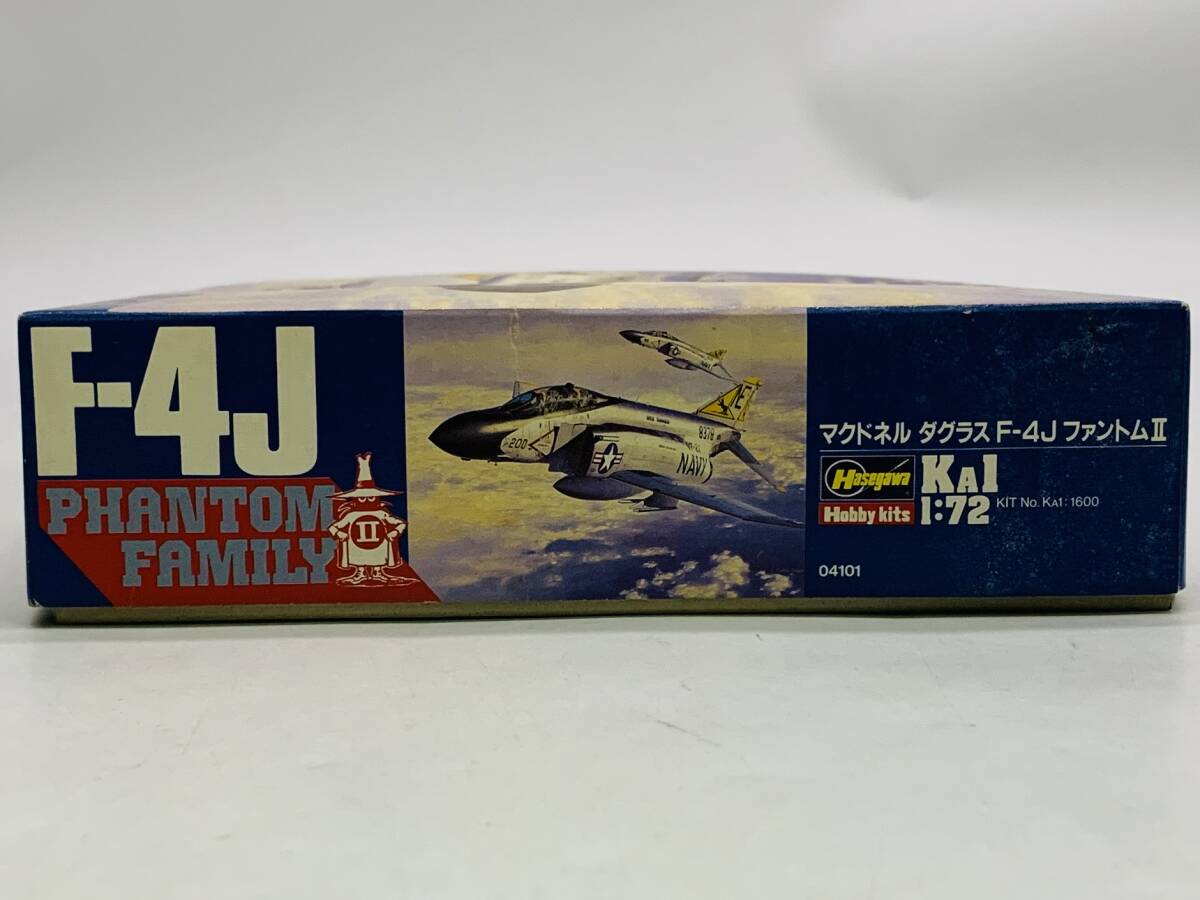 F-4J
PHANTOM
FAMILY
II
200
8378
NAVY
E
マクドネル ダグラス F-4J ファントムⅡ
Hasegawa
Hobby kits
KA1
1:72
KIT No. KA1:1600
04101